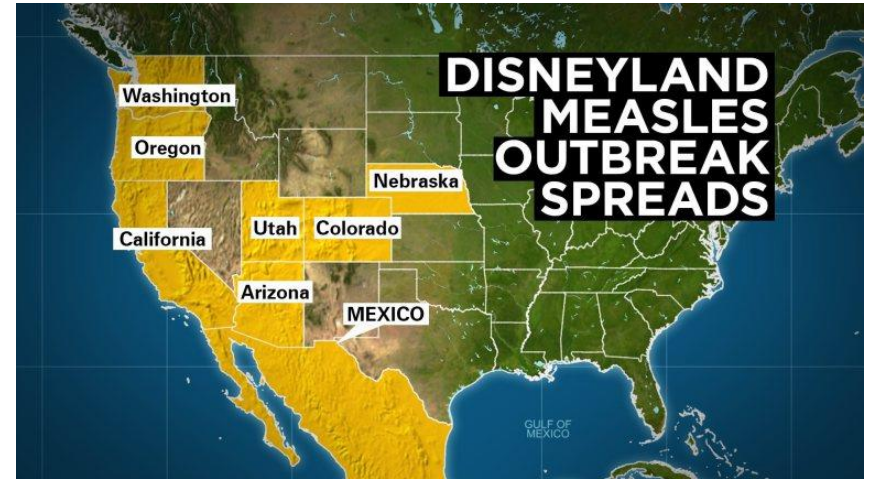 DISNEYLAND
MEASLES
OUTBREAK
SPREADS
Washington
Oregon
Nebraska
California
Utah
Colorado
Arizona
MEXICO
GULF OF
MEXICO